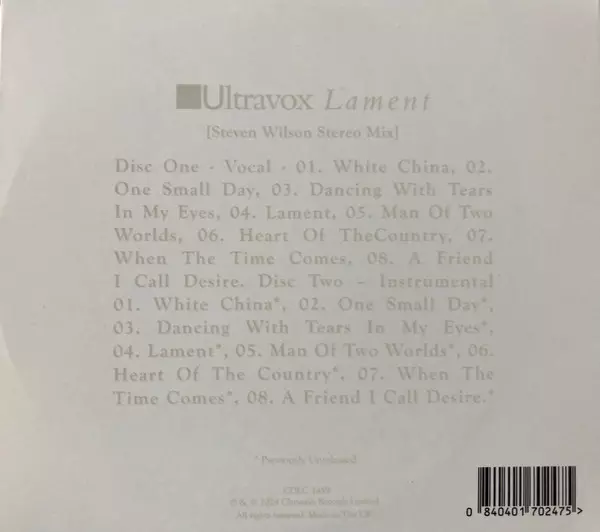 Ultravox Lament
[Steven Wilson Stereo Mix]
Disc One - Vocal - 01. White China, 02.
One Small Day, 03. Dancing With Tears
In My Eyes, 04. Lament, 05. Man Of Two
Worlds, 06. Heart Of TheCountry, 07.
When The Time Comes, 08. A Friend
I Call Desire. Disc Two – Instrumental
01. White China*, 02. One Small Day*,
03. Dancing With Tears In My Eyes*,
04. Lament*, 05. Man Of Two Worlds*, 06.
Heart Of The Country*, 07. When The
Time Comes*, 08. A Friend I Call Desire.*
* Previously Unreleased
Chrysalis Records Limited
All rights reserved.
0 840401 702475 >